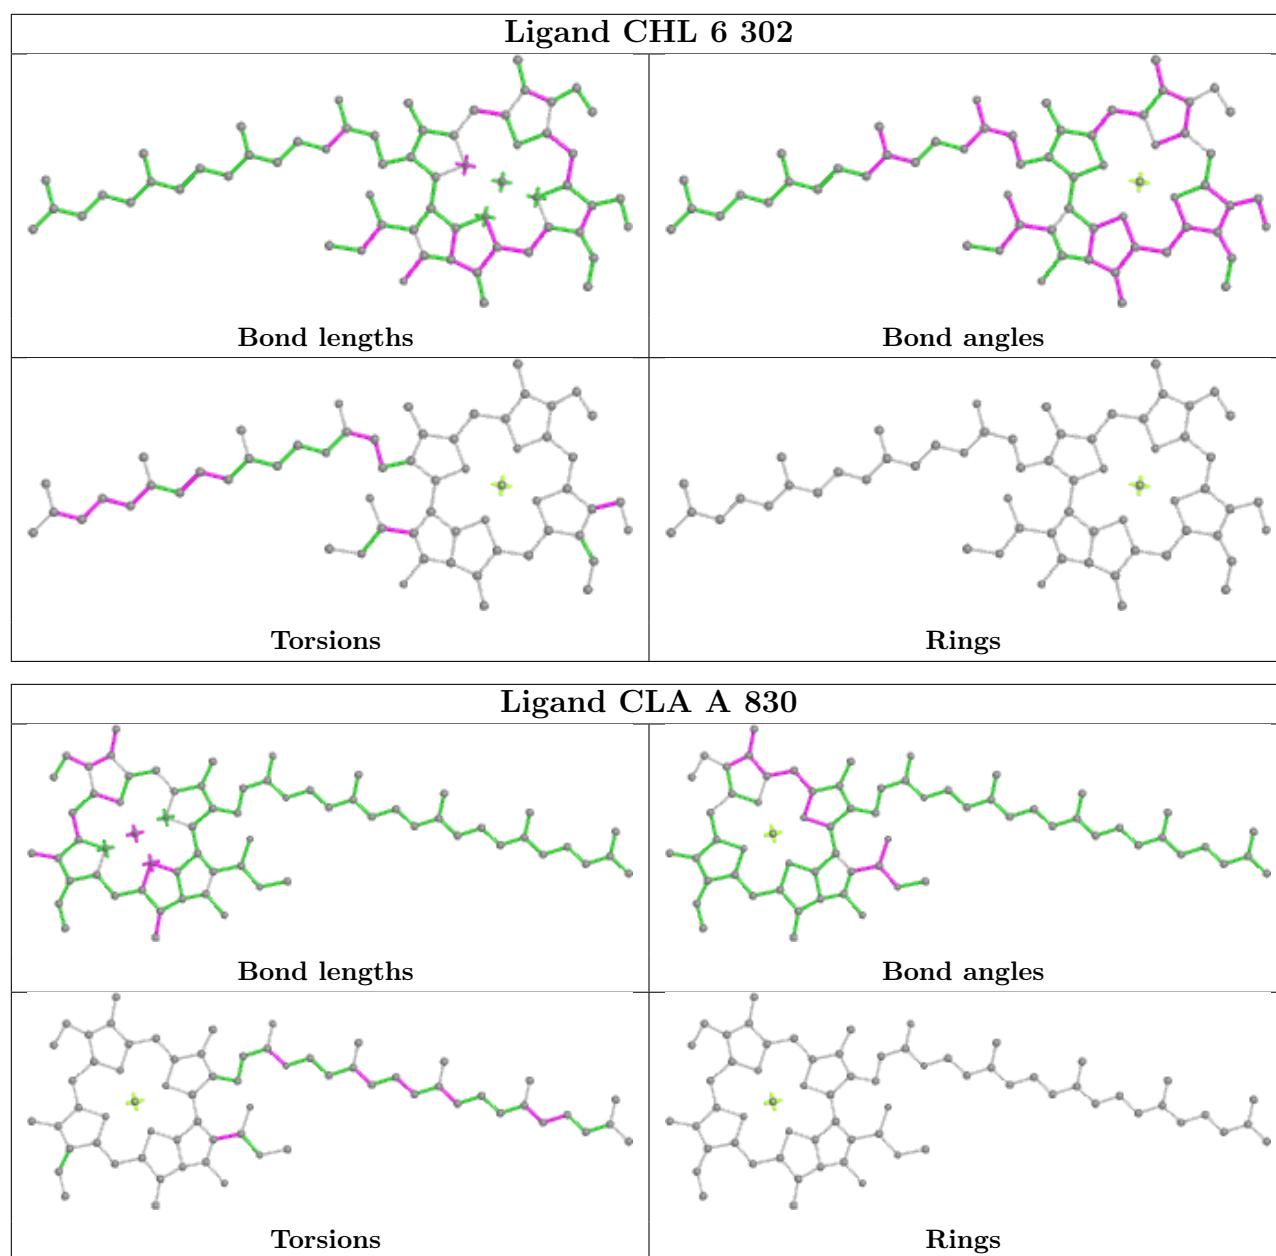 Ligand CHL 6 302
Bond lengths
Bond angles
Torsions
Rings
Ligand CLA A 830
Bond lengths
Bond angles
Torsions
Rings